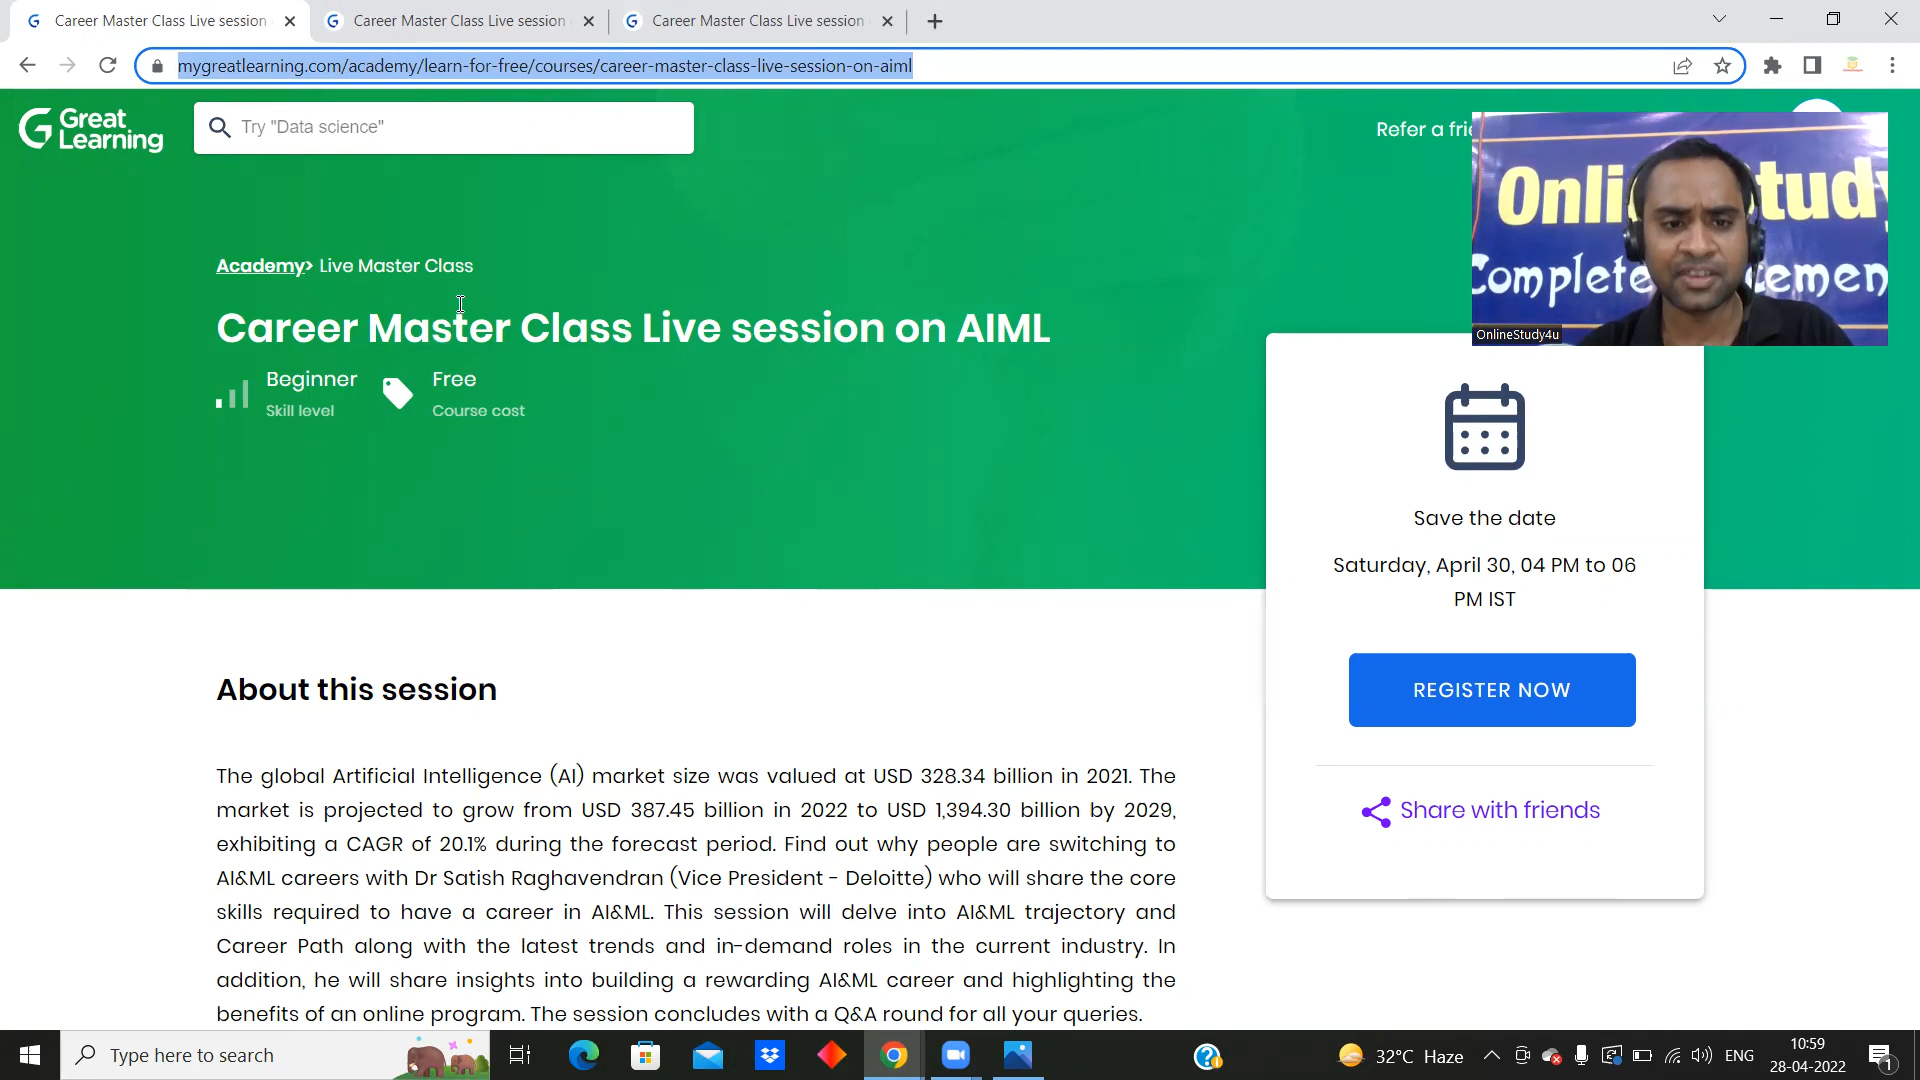 Career Master Class Live session
Career Master Class Live session
Career Master Class Live session
mygreatlearning.com/academy/learn-for-free/courses/career-master-class-live-session-on-aiml
Great
Learning
Try "Data science"
Refer a frie
Onli tudy
Complete cemen
OnlineStudy4u
Academy> Live Master Class
Career Master Class Live session on AIML
Beginner
Skill level
Free
Course cost
Save the date
Saturday, April 30, 04 PM to 06
PM IST
REGISTER NOW
Share with friends
About this session
The global Artificial Intelligence (AI) market size was valued at USD 328.34 billion in 2021. The
market is projected to grow from USD 387.45 billion in 2022 to USD 1,394.30 billion by 2029,
exhibiting a CAGR of 20.1% during the forecast period. Find out why people are switching to
AI&ML careers with Dr Satish Raghavendran (Vice President - Deloitte) who will share the core
skills required to have a career in AI&ML. This session will delve into AI&ML trajectory and
Career Path along with the latest trends and in-demand roles in the current industry. In
addition, he will share insights into building a rewarding AI&ML career and highlighting the
benefits of an online program. The session concludes with a Q&A round for all your queries.
Type here to search
32°C Haze
ENG
10:59
28-04-2022
1